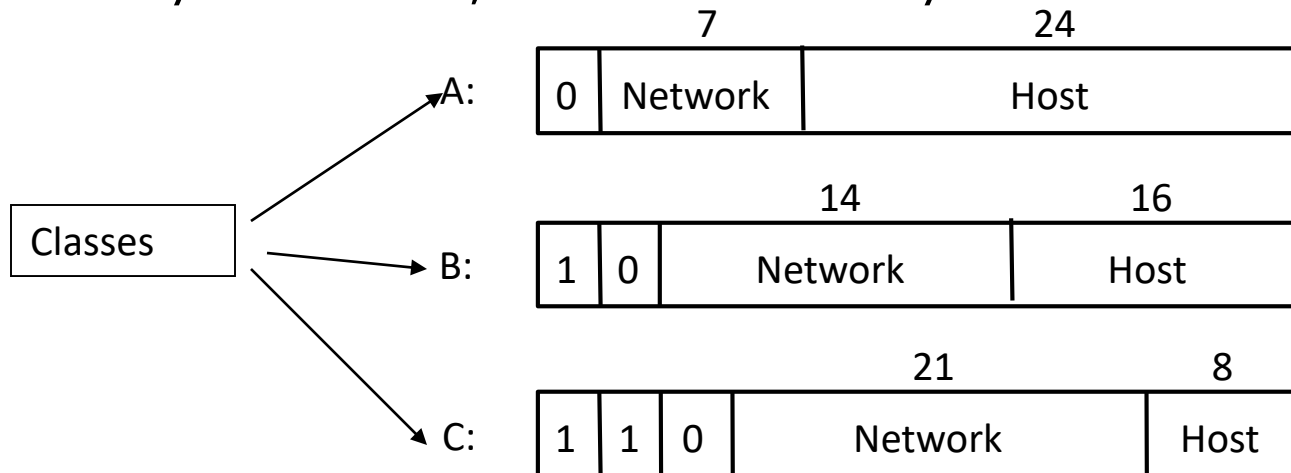 7 24
A: 0 Network Host
14 16
Classes B: 1 0 Network Host
21 8
C: 1 1 0 Network Host